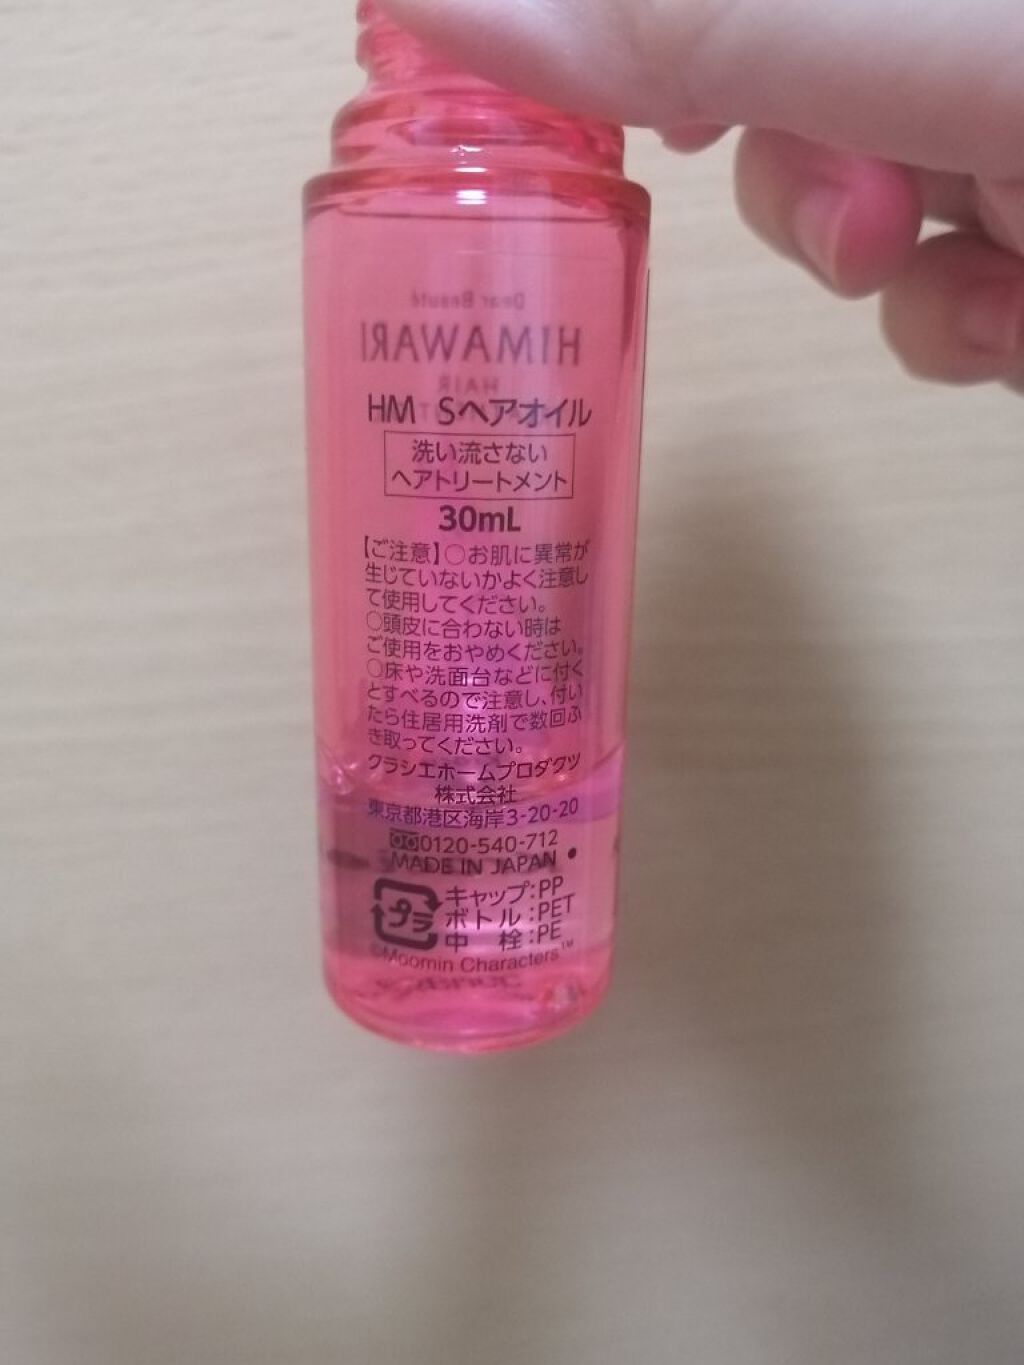 Dear Beauté
HIMAWARI
HAIR
HM Sヘアオイル
洗い流さない
ヘアトリートメント
30mL
【ご注意】○お肌に異常が
生じていないかよく注意し
て使用してください。
○頭皮に合わない時は
ご使用をおやめください。
○床や洗面台などに付く
とすべるので注意し、付い
たら住居用洗剤で数回ふ
き取ってください。
クラシエホームプロダクツ
株式会社
東京都港区海岸3-20-20
0120-540-712
MADE IN JAPAN
プラ
キャップ:PP
ボトル:PET
中 栓:PE
©Moomin Characters™